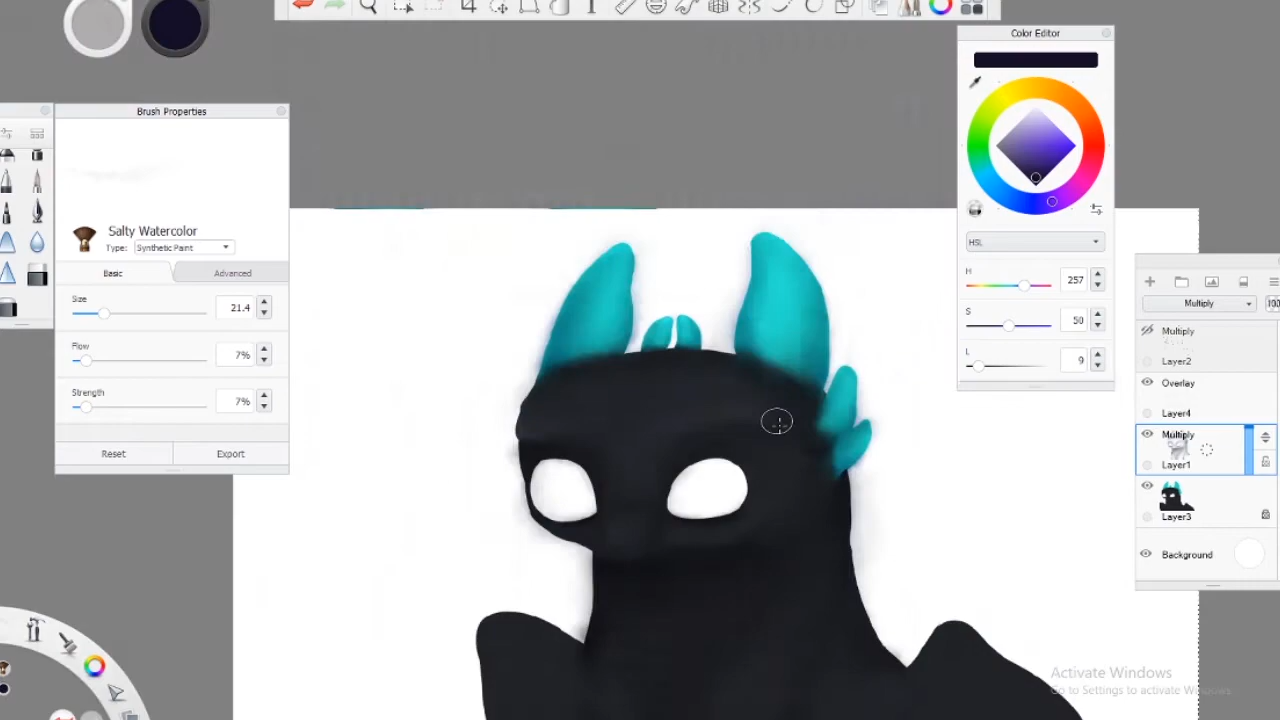 Color Editor
Brush Properties
Salty Watercolor
Type: Synthetic Paint
Basic
Advanced
Size
21.4
Flow
7%
Strength
7%
Reset
Export
HSL
H
257
S
50
L
9
Multiply
100
Multiply
Layer2
Overlay
Layer4
Multiply
Layer1
Layer3
Background
Activate Windows
Go to Settings to activate Windows.